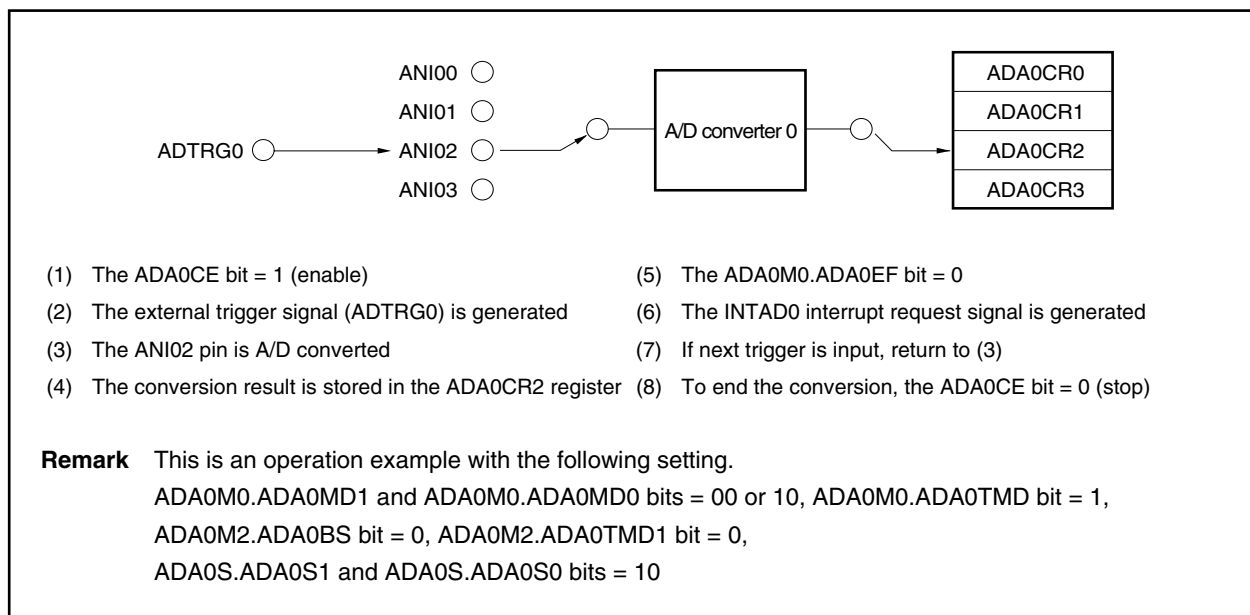 ANI00
ANI01
ADTRG0
ANI02
ANI03
A/D converter 0
ADA0CR0
ADA0CR1
ADA0CR2
ADA0CR3
(1) The ADA0CE bit = 1 (enable)
(2) The external trigger signal (ADTRG0) is generated
(3) The ANI02 pin is A/D converted
(4) The conversion result is stored in the ADA0CR2 register
(5) The ADA0M0.ADA0EF bit = 0
(6) The INTAD0 interrupt request signal is generated
(7) If next trigger is input, return to (3)
(8) To end the conversion, the ADA0CE bit = 0 (stop)
Remark This is an operation example with the following setting.
ADA0M0.ADA0MD1 and ADA0M0.ADA0MD0 bits = 00 or 10, ADA0M0.ADA0TMD bit = 1,
ADA0M2.ADA0BS bit = 0, ADA0M2.ADA0TMD1 bit = 0,
ADA0S.ADA0S1 and ADA0S.ADA0S0 bits = 10